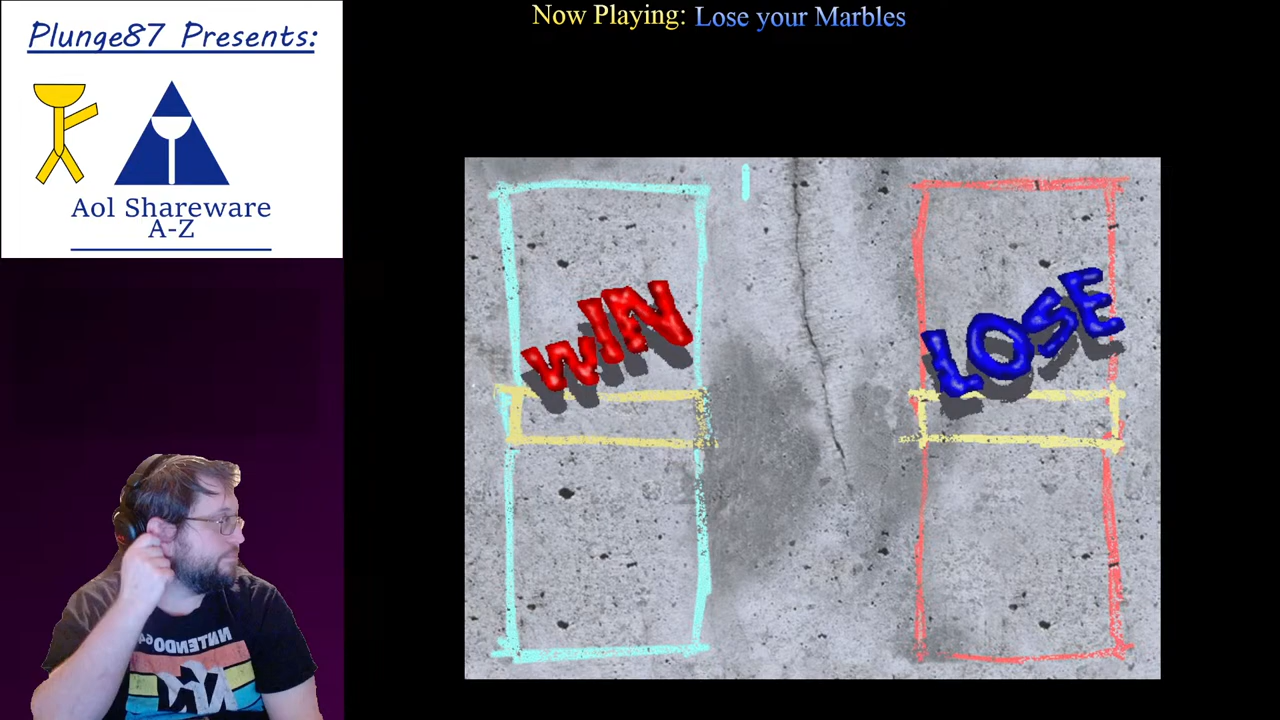 Plunge87 Presents:
Aol Shareware
A-Z
Now Playing: Lose your Marbles
WIN
LOSE
NINTENDO64